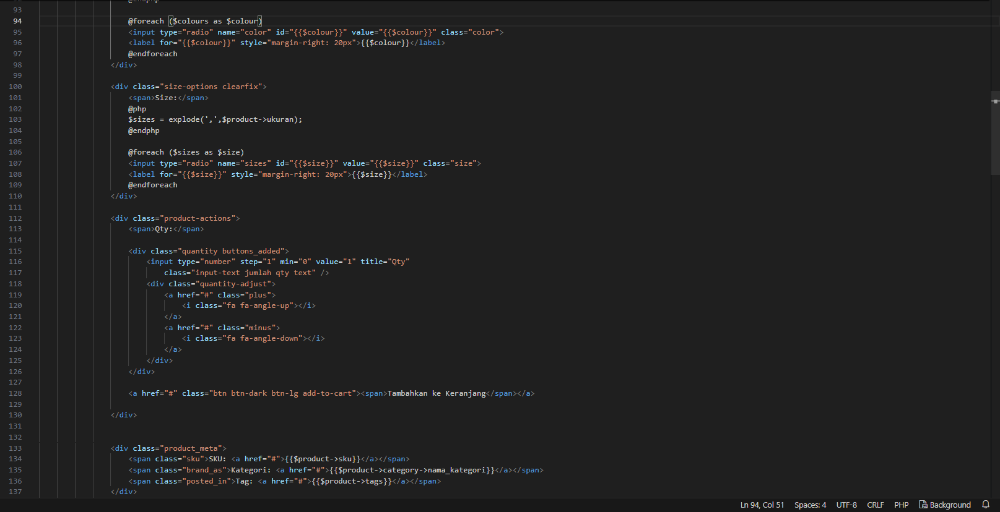 93
94 @foreach ($colours as $colour)
95 <input type="radio" name="color" id="{{$colour}}" value="{{$colour}}" class="color">
96 <label for="{{$colour}}" style="margin-right: 20px">{{$colour}}</label>
97 @endforeach
98 </div>
99
100 <div class="size-options clearfix">
101 <span>Size:</span>
102 @php
103 $sizes = explode(',',$product->ukuran);
104 @endphp
105
106 @foreach ($sizes as $size)
107 <input type="radio" name="sizes" id="{{$size}}" value="{{$size}}" class="size">
108 <label for="{{$size}}" style="margin-right: 20px">{{$size}}</label>
109 @endforeach
110 </div>
111
112 <div class="product-actions">
113 <span>Qty:</span>
114
115 <div class="quantity buttons_added">
116 <input type="number" step="1" min="0" value="1" title="Qty"
117 class="input-text jumlah qty text" />
118 <div class="quantity-adjust">
119 <a href="#" class="plus">
120 <i class="fa fa-angle-up"></i>
121 </a>
122 <a href="#" class="minus">
123 <i class="fa fa-angle-down"></i>
124 </a>
125 </div>
126 </div>
127
128 <a href="#" class="btn btn-dark btn-lg add-to-cart"><span>Tambahkan ke Keranjang</span></a>
129
130 </div>
131
132
133 <div class="product_meta">
134 <span class="sku">SKU: <a href="#">{{$product->sku}}</a></span>
135 <span class="brand_as">Kategori: <a href="#">{{$product->category->nama_kategori}}</a></span>
136 <span class="posted_in">Tag: <a href="#">{{$product->tags}}</a></span>
137 </div>
Ln 94, Col 51 Spaces: 4 UTF-8 CRLF PHP Background